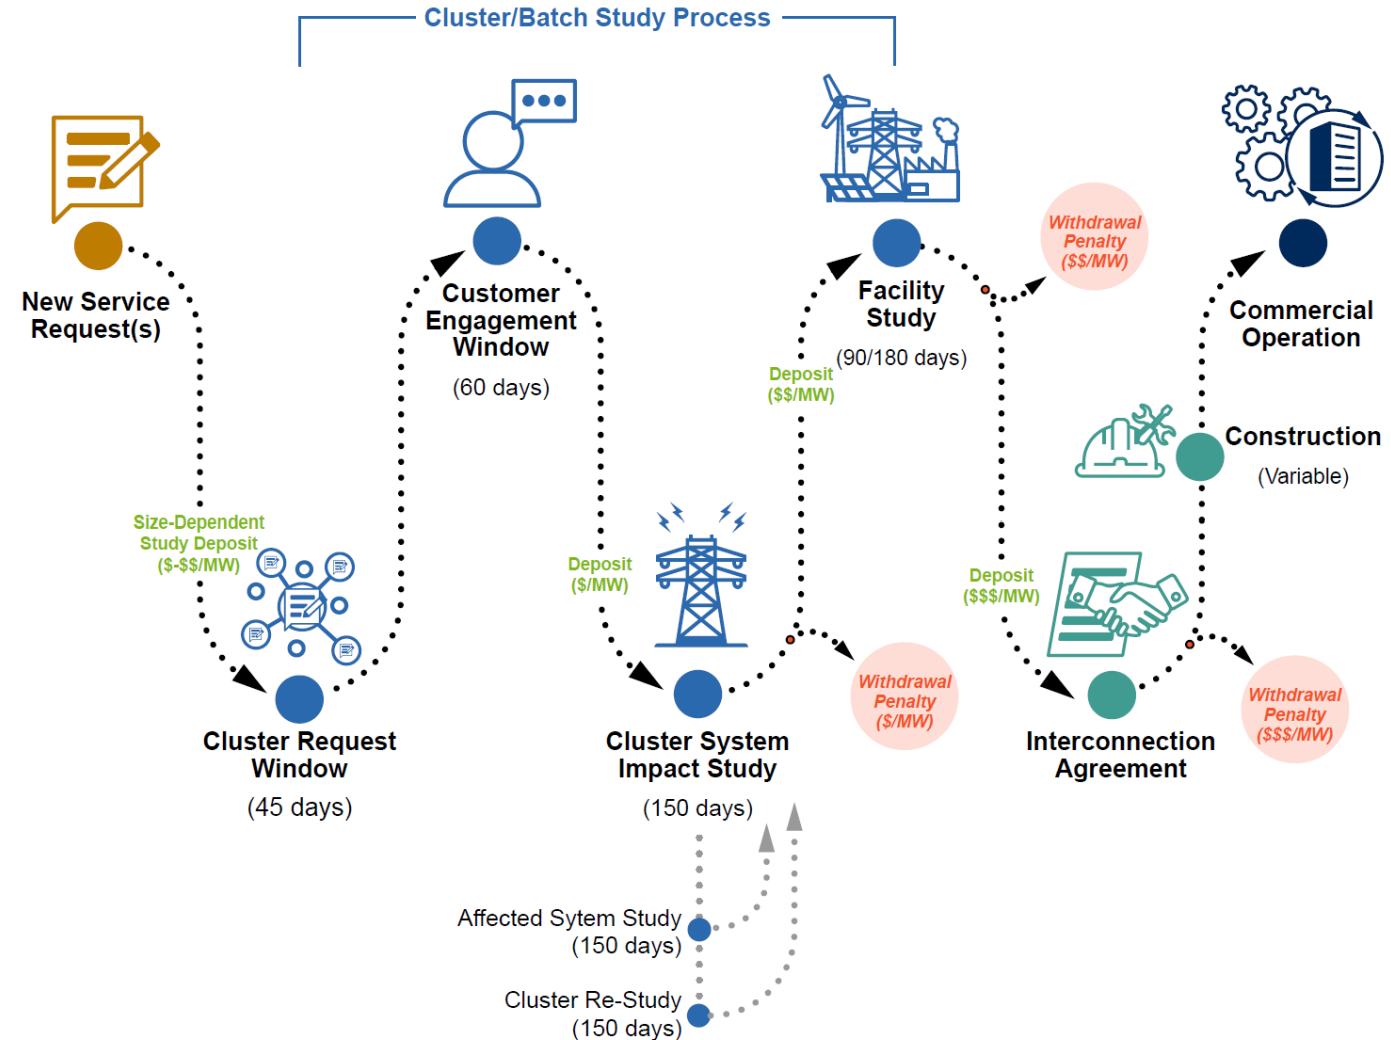 Cluster/Batch Study Process
New Service
Request(s)
Size-Dependent
Study Deposit
($-$$/MW)
Cluster Request
Window
(45 days)
Customer
Engagement
Window
(60 days)
Deposit
($/MW)
Cluster System
Impact Study
(150 days)
Affected Sytem Study
(150 days)
Cluster Re-Study
(150 days)
Withdrawal
Penalty
($/MW)
Deposit
($$/MW)
Facility
Study
(90/180 days)
Withdrawal
Penalty
($$/MW)
Deposit
($$$/MW)
Interconnection
Agreement
Withdrawal
Penalty
($$$/MW)
Construction
(Variable)
Commercial
Operation